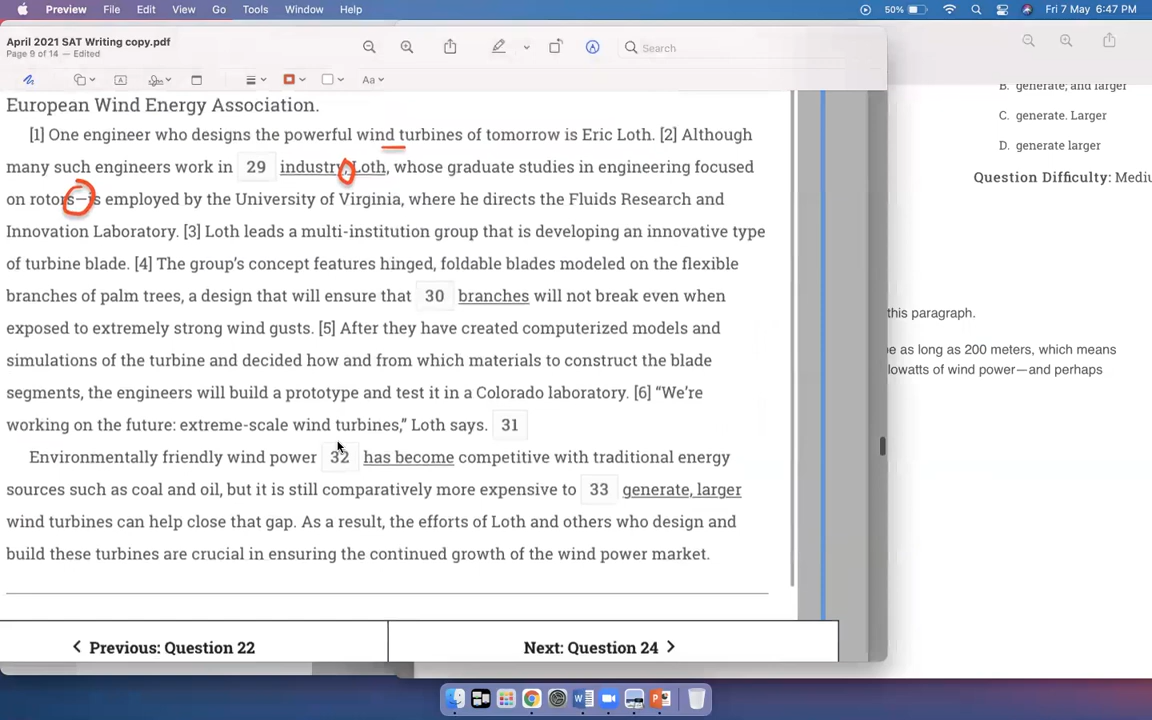 Preview File Edit View Go Tools Window Help 50% Fri 7 May 6:47 PM
April 2021 SAT Writing copy.pdf
Page 9 of 14 — Edited
Search
Aa
European Wind Energy Association.
[1] One engineer who designs the powerful wind turbines of tomorrow is Eric Loth. [2] Although
many such engineers work in 29 industry, Loth, whose graduate studies in engineering focused
on rotors—is employed by the University of Virginia, where he directs the Fluids Research and
Innovation Laboratory. [3] Loth leads a multi-institution group that is developing an innovative type
of turbine blade. [4] The group's concept features hinged, foldable blades modeled on the flexible
branches of palm trees, a design that will ensure that 30 branches will not break even when
exposed to extremely strong wind gusts. [5] After they have created computerized models and
simulations of the turbine and decided how and from which materials to construct the blade
segments, the engineers will build a prototype and test it in a Colorado laboratory. [6] “We're
working on the future: extreme-scale wind turbines,” Loth says. 31
Environmentally friendly wind power 32 has become competitive with traditional energy
sources such as coal and oil, but it is still comparatively more expensive to 33 generate, larger
wind turbines can help close that gap. As a result, the efforts of Loth and others who design and
build these turbines are crucial in ensuring the continued growth of the wind power market.
< Previous: Question 22
Next: Question 24 >
B. generate; and larger
C. generate. Larger
D. generate larger
Question Difficulty:
this paragraph.
as long as 200 meters, which means
of wind power—and perhaps